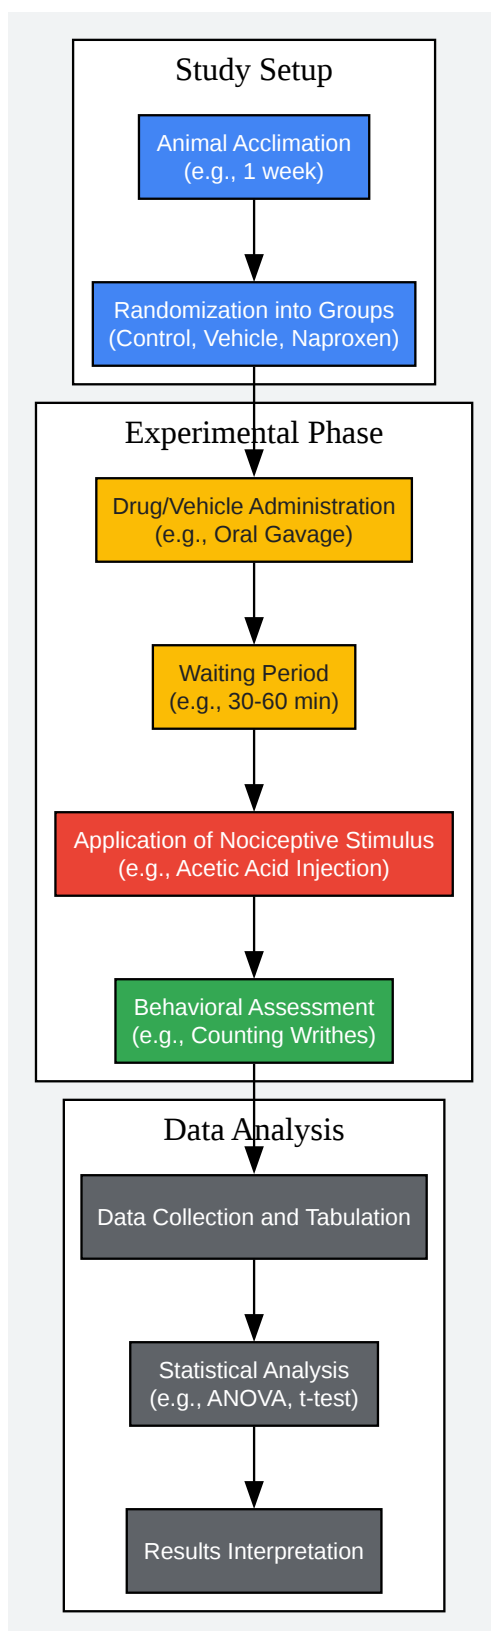 Study Setup
Animal Acclimation
(e.g., 1 week)
Randomization into Groups
(Control, Vehicle, Naproxen)
Experimental Phase
Drug/Vehicle Administration
(e.g., Oral Gavage)
Waiting Period
(e.g., 30-60 min)
Application of Nociceptive Stimulus
(e.g., Acetic Acid Injection)
Behavioral Assessment
(e.g., Counting Writhes)
Data Analysis
Data Collection and Tabulation
Statistical Analysis
(e.g., ANOVA, t-test)
Results Interpretation